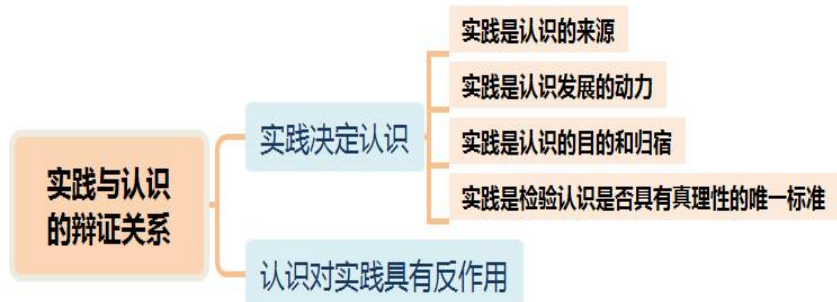 实践与认识
的辩证关系
实践决定认识
实践是认识的来源
实践是认识发展的动力
实践是认识的目的和归宿
实践是检验认识是否具有真理性的唯一标准
认识对实践具有反作用